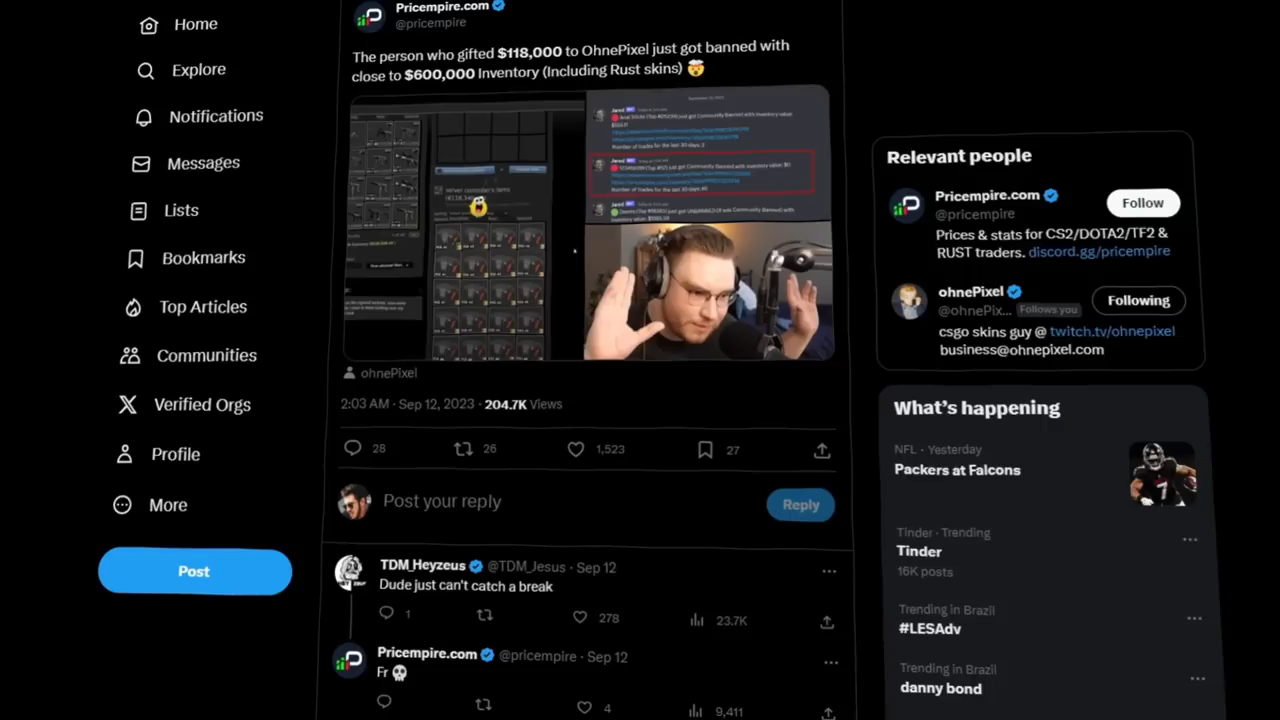 Home
Explore
Notifications
Messages
Lists
Bookmarks
Top Articles
Communities
Verified Orgs
Profile
More
Post
Pricempire.com
@pricempire
The person who gifted $118,000 to OhnePixel just got banned with
close to $600,000 Inventory (Including Rust skins) 🤯
ohnePixel
2:03 AM · Sep 12, 2023 · 204.7K Views
28 26 1,523 27
Post your reply
Reply
TDM_Heyzeus @TDM_Jesus · Sep 12
Dude just can't catch a break
1 278 23.7K
Pricempire.com @pricempire · Sep 12
Fr 💀
4 9,411
Relevant people
Pricempire.com
@pricempire
Follow
Prices & stats for CS2/DOTA2/TF2 &
RUST traders. discord.gg/pricempire
ohnePixel
@ohnePix... Follows you
Following
csgo skins guy @ twitch.tv/ohnepixel
business@ohnepixel.com
What's happening
NFL · Yesterday
Packers at Falcons
Tinder · Trending
Tinder
16K posts
Trending in Brazil
#LESAdv
Trending in Brazil
danny bond